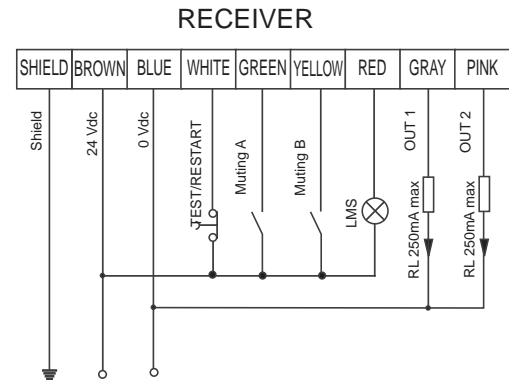 RECEIVER
SHIELD BROWN BLUE WHITE GREEN YELLOW RED GRAY PINK
Shield
24 Vdc
0 Vdc
TEST/RESTART
Muting A
Muting B
LMS
OUT 1
RL 250mA max
OUT 2
RL 250mA max